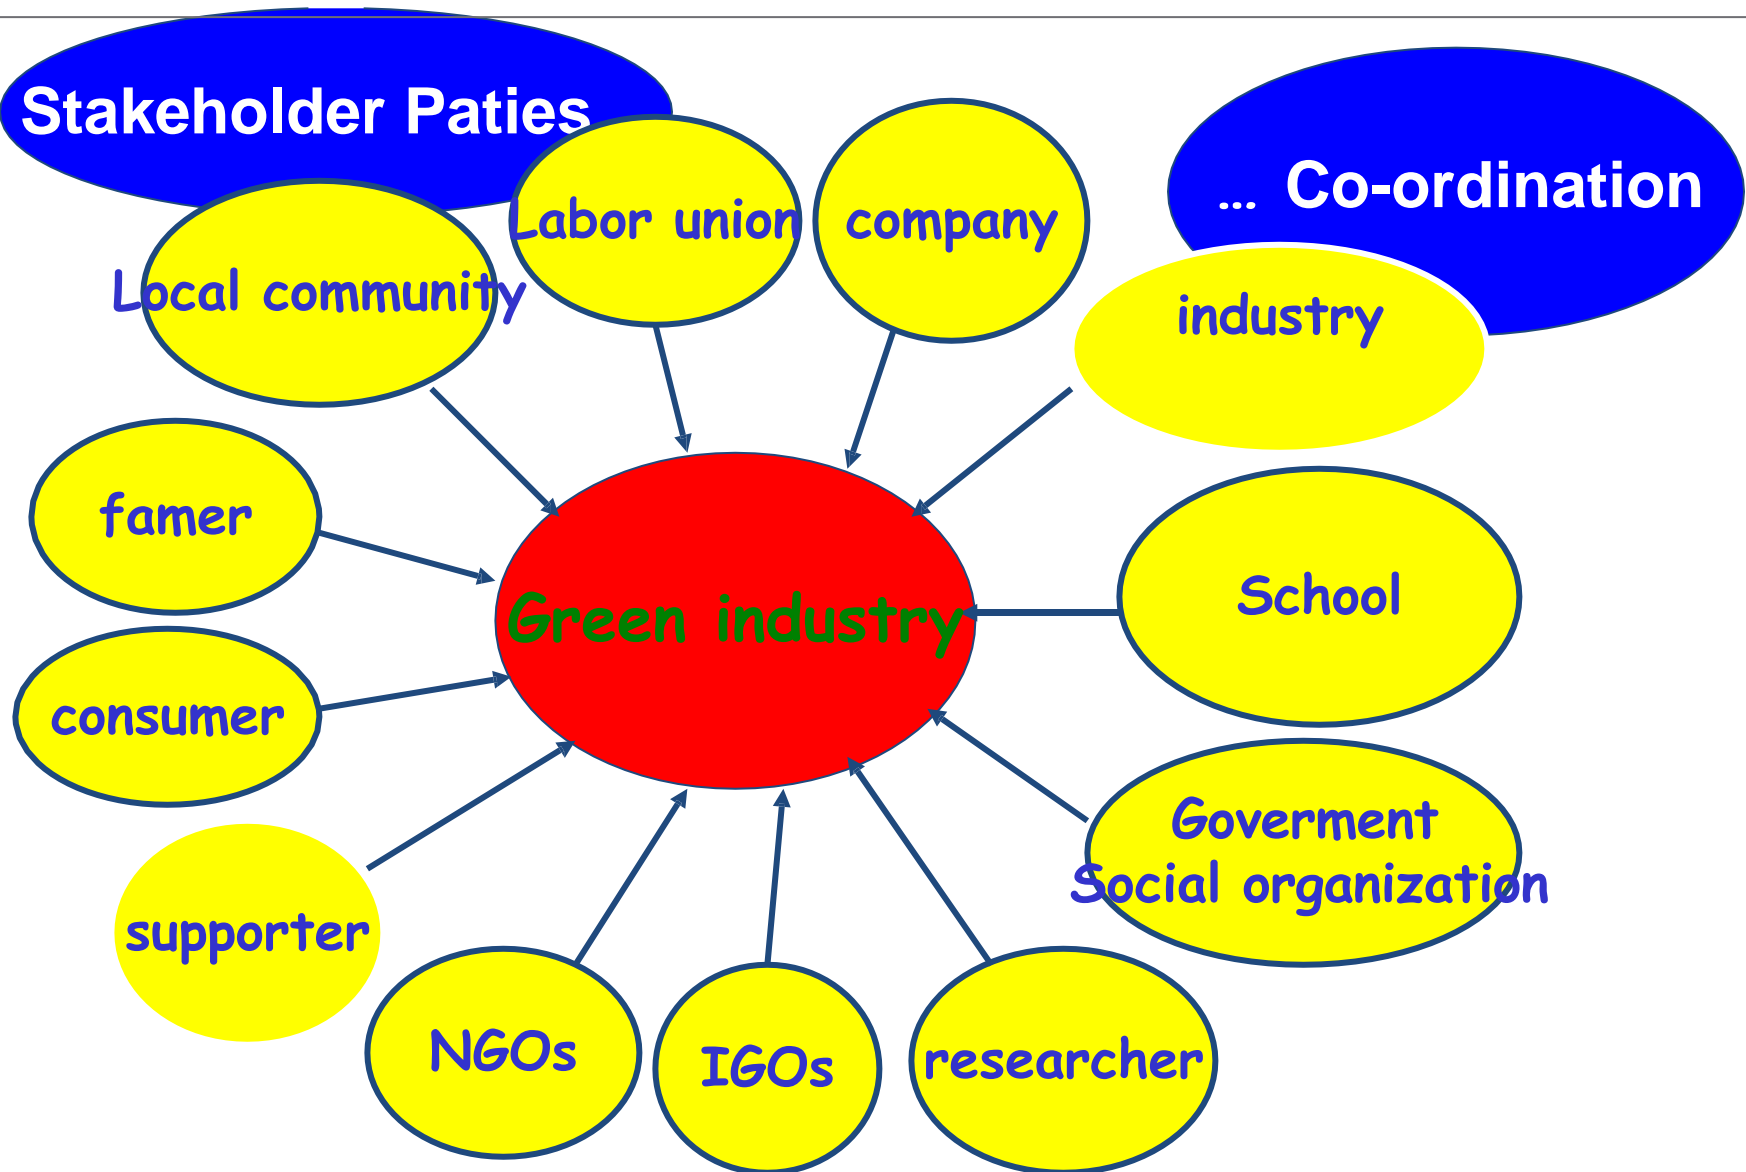 Stakeholder Paties
... Co-ordination
Labor union
company
Local community
industry
famer
School
Green industry
consumer
Goverment
Social organization
supporter
NGOs
IGOs
researcher